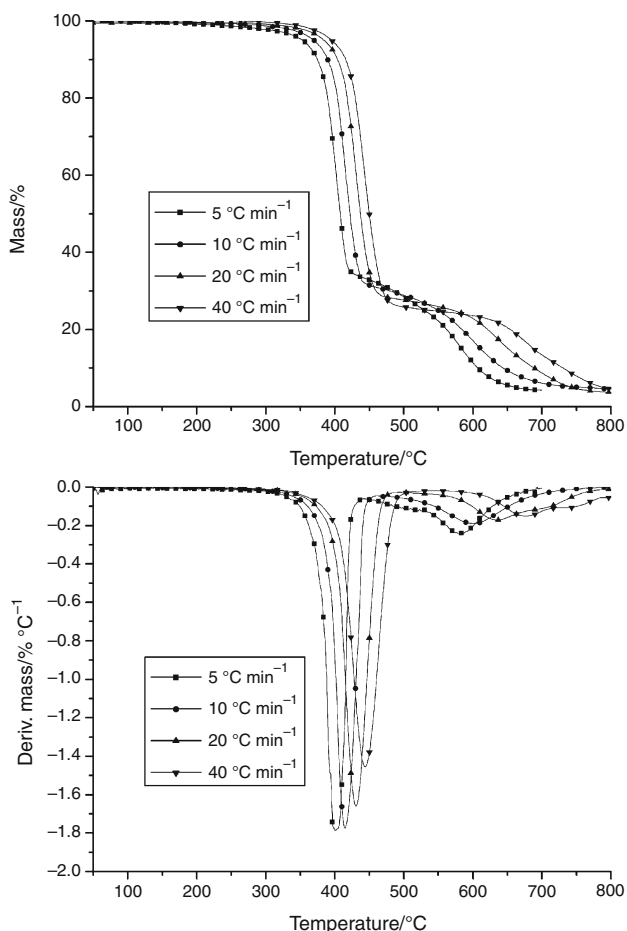 100
80
60
40
20
0
Mass/%
5 °C min⁻¹
10 °C min⁻¹
20 °C min⁻¹
40 °C min⁻¹
100 200 300 400 500 600 700 800
Temperature/°C
0.0
−0.2
−0.4
−0.6
−0.8
−1.0
−1.2
−1.4
−1.6
−1.8
−2.0
Deriv. mass/% °C⁻¹
5 °C min⁻¹
10 °C min⁻¹
20 °C min⁻¹
40 °C min⁻¹
100 200 300 400 500 600 700 800
Temperature/°C